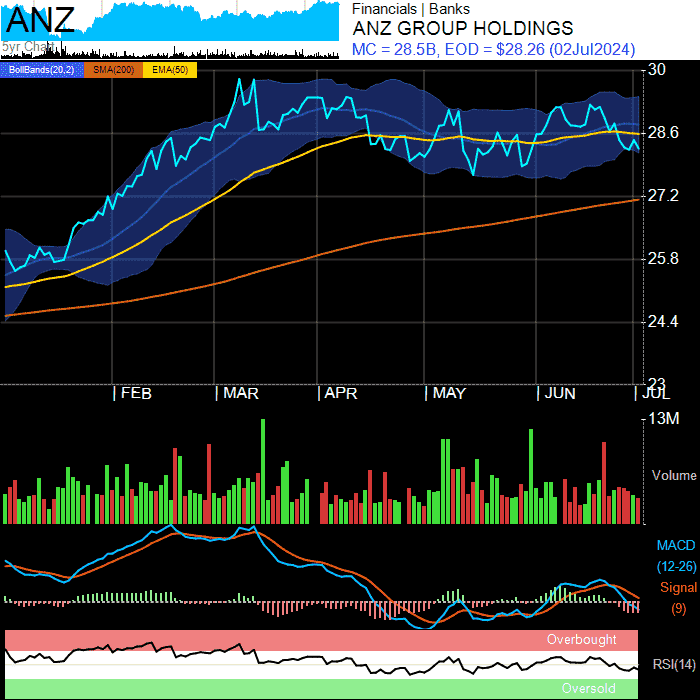 ANZ
5yr Chart
Financials | Banks
ANZ GROUP HOLDINGS
MC = 28.5B, EOD = $28.26 (02Jul2024)
BollBands(20,2) SMA(200) EMA(50)
30
28.6
27.2
25.8
24.4
23
FEB MAR APR MAY JUN JUL
13M
Volume
MACD
(12-26)
Signal
(9)
Overbought
RSI(14)
Oversold